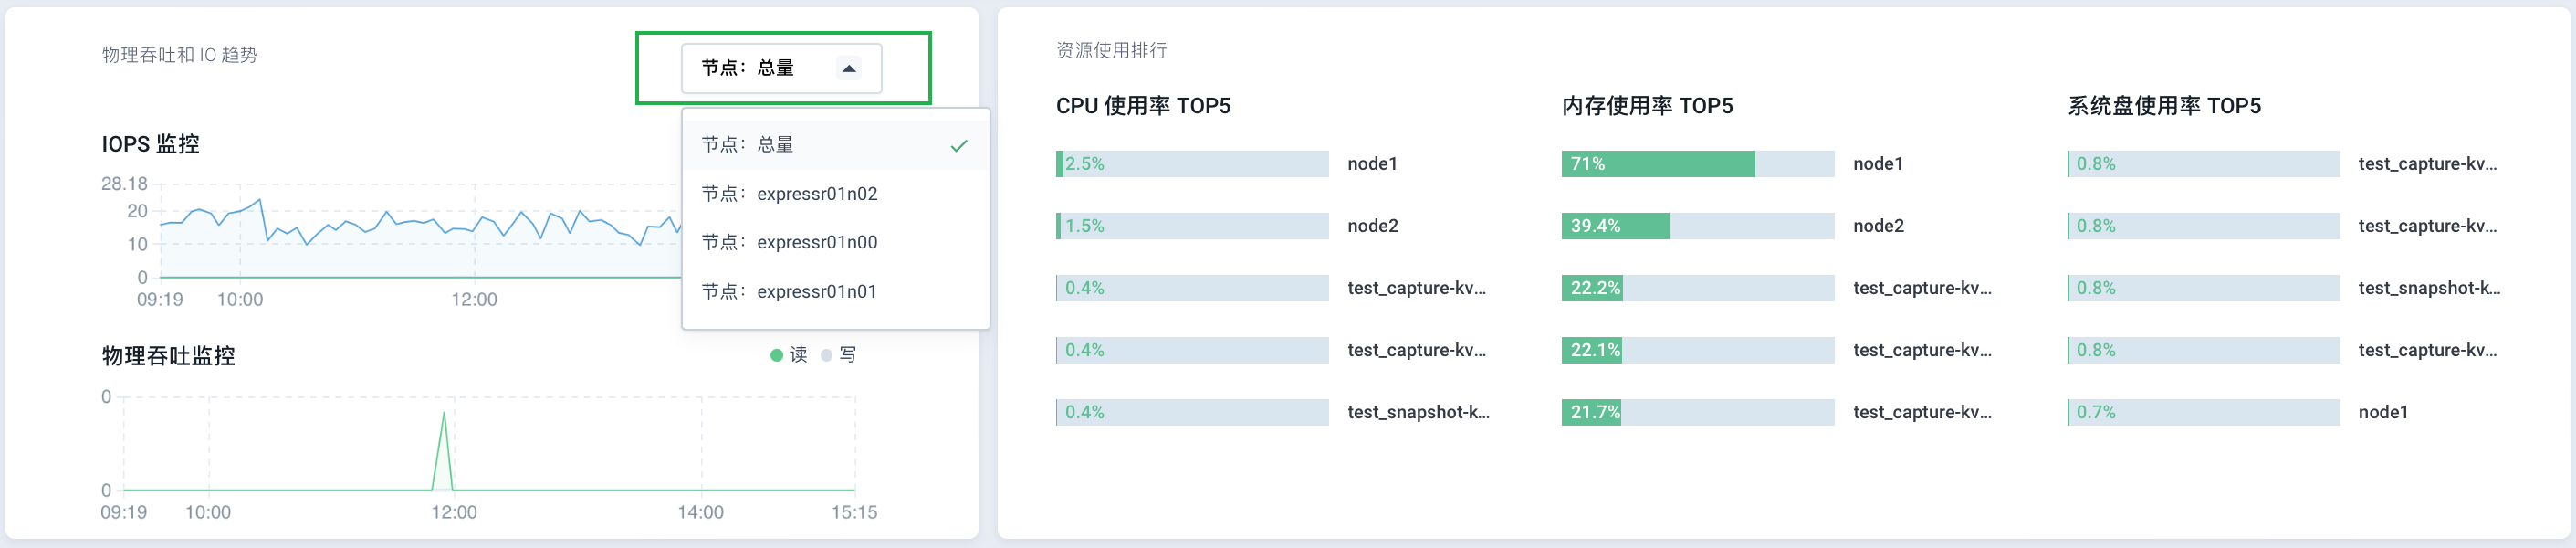 物理吞吐和 IO 趋势
节点：总量
节点：总量
节点：expressr01n02
节点：expressr01n00
节点：expressr01n01
IOPS 监控
28.18
20
10
0
09:19 10:00 12:00
物理吞吐监控
读 写
0
0
09:19 10:00 12:00 14:00 15:15
资源使用排行
CPU 使用率 TOP5
2.5% node1
1.5% node2
0.4% test_capture-kv...
0.4% test_capture-kv...
0.4% test_snapshot-k...
内存使用率 TOP5
71% node1
39.4% node2
22.2% test_capture-kv...
22.1% test_capture-kv...
21.7% test_capture-kv...
系统盘使用率 TOP5
0.8% test_capture-kv...
0.8% test_capture-kv...
0.8% test_snapshot-k...
0.8% test_capture-kv...
0.7% node1